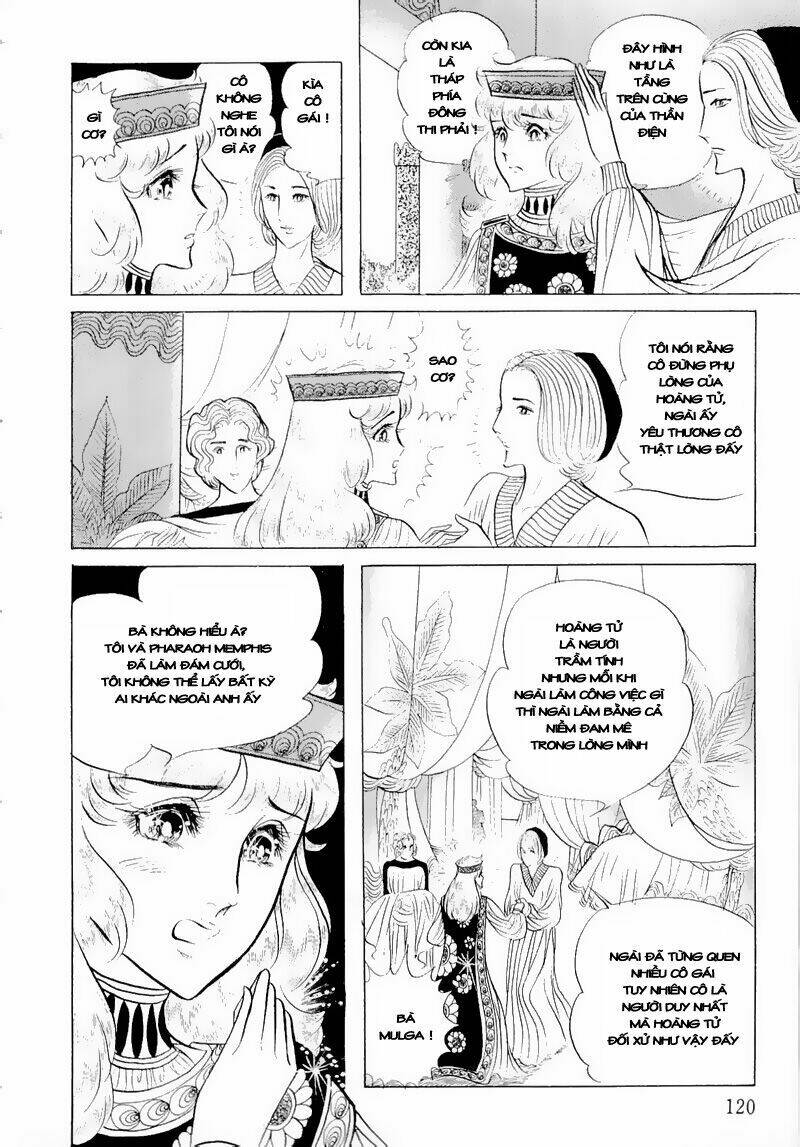 ĐÂY HÌNH
NHƯ LÀ
TẦNG
TRÊN CÙNG
CỦA THẦN
ĐIỆN
CÒN KIA
LÀ
THÁP
PHÍA
ĐÔNG
THI PHẢI !
KÌA
CÔ
GÁI !
CÔ
KHÔNG
NGHE
TÔI NÓI
GÌ À?
GÌ
CƠ?
TÔI NÓI RẰNG
CÔ ĐỪNG PHỤ
LÒNG CỦA
HOÀNG TỬ,
NGÀI ẤY
YÊU THƯƠNG CÔ
THẬT LÒNG ĐẤY
SAO
CƠ?
HOÀNG TỬ
LÀ NGƯỜI
TRẦM TÍNH
NHƯNG MỖI KHI
NGÀI LÀM CÔNG VIỆC GÌ
THÌ NGÀI LÀM BẰNG CẢ
NIỀM ĐAM MÊ
TRONG LÒNG MÌNH
NGÀI ĐÃ TỪNG QUEN
NHIỀU CÔ GÁI
TUY NHIÊN CÔ LÀ
NGƯỜI DUY NHẤT
MÀ HOÀNG TỬ
ĐỐI XỬ NHƯ VẬY ĐẤY
BÀ
MULGA !
BÀ KHÔNG HIỂU À?
TÔI VÀ PHARAOH MEMPHIS
ĐÃ LÀM ĐÁM CƯỚI,
TÔI KHÔNG THỂ LẤY BẤT KỲ
AI KHÁC NGOÀI ANH ẤY
120